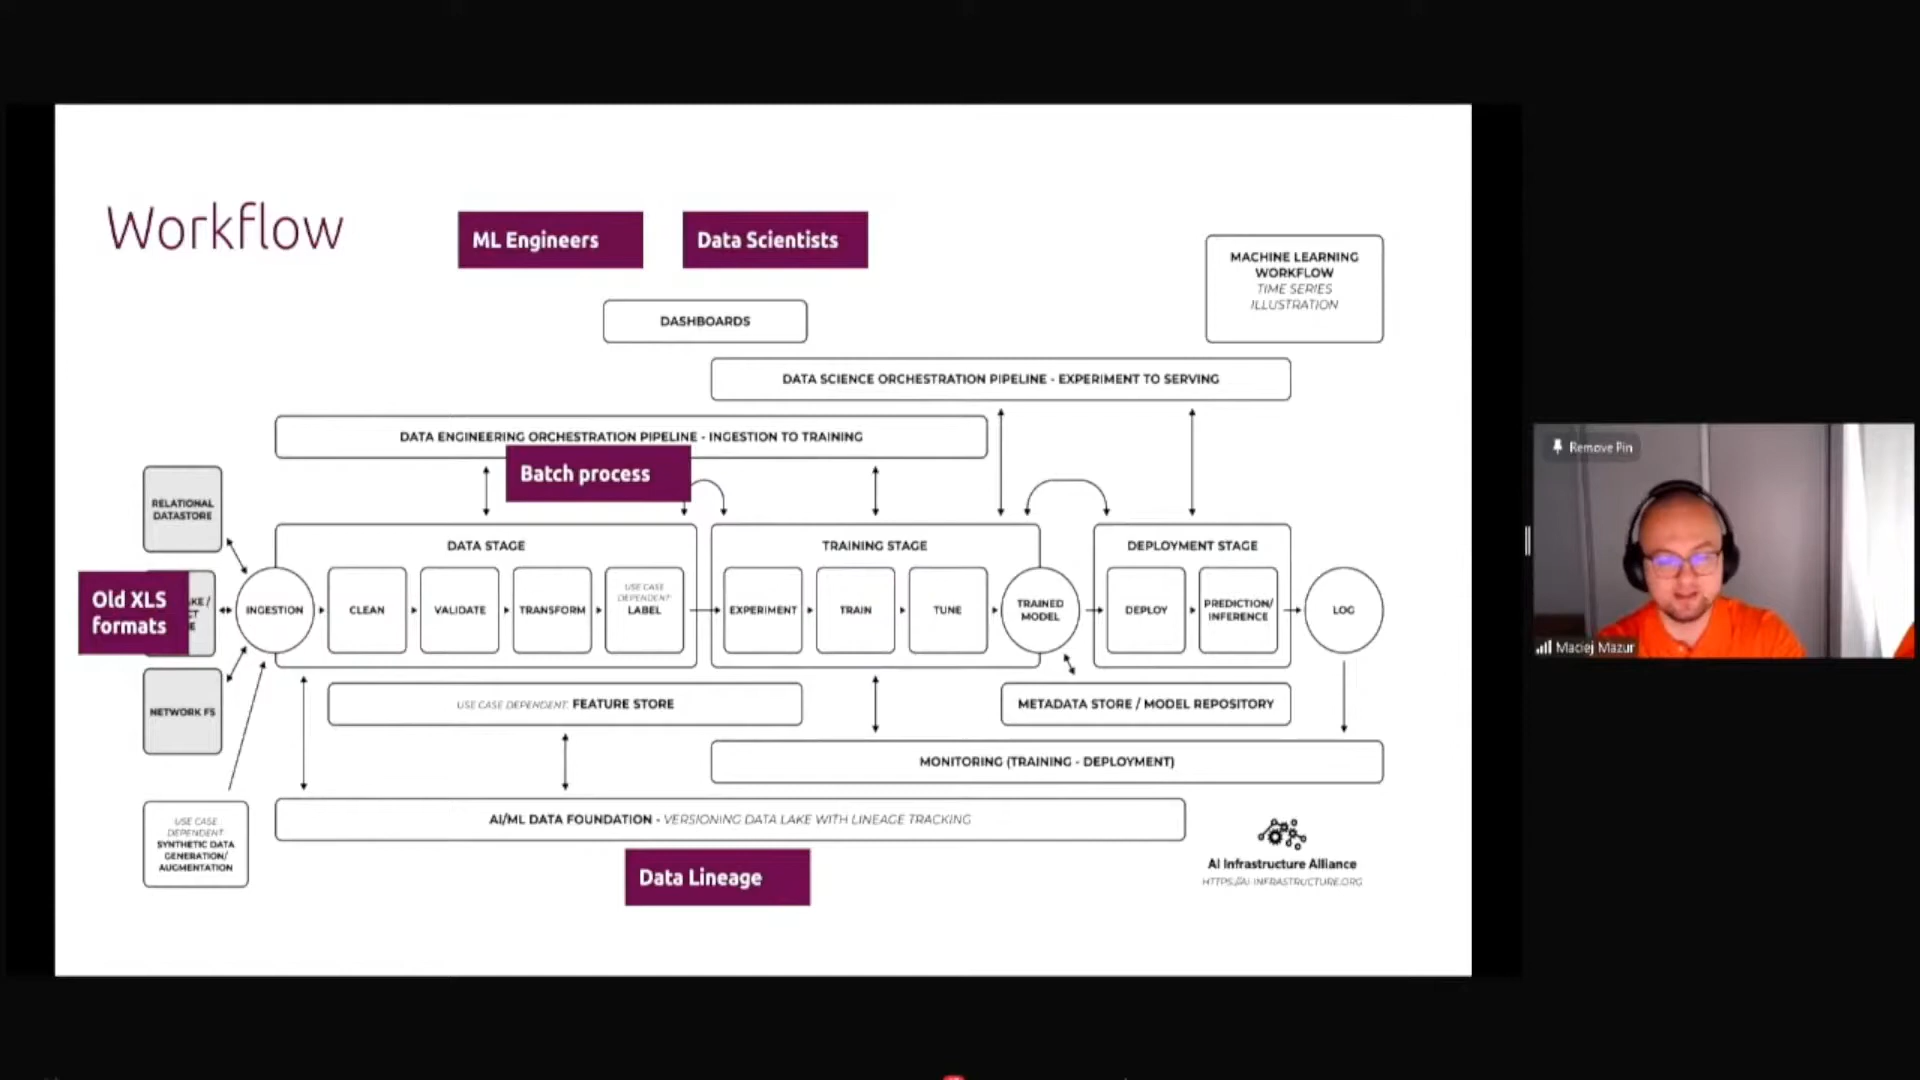 Workflow
ML Engineers
Data Scientists
MACHINE LEARNING
WORKFLOW
TIME SERIES
ILLUSTRATION
DASHBOARDS
DATA SCIENCE ORCHESTRATION PIPELINE - EXPERIMENT TO SERVING
DATA ENGINEERING ORCHESTRATION PIPELINE - INGESTION TO TRAINING
Batch process
RELATIONAL
DATASTORE
DATA STAGE
TRAINING STAGE
DEPLOYMENT STAGE
Old XLS
formats
INGESTION
CLEAN
VALIDATE
TRANSFORM
USE CASE
DEPENDENT:
LABEL
EXPERIMENT
TRAIN
TUNE
TRAINED
MODEL
DEPLOY
PREDICTION/
INFERENCE
LOG
NETWORK FS
USE CASE DEPENDENT: FEATURE STORE
METADATA STORE / MODEL REPOSITORY
MONITORING (TRAINING - DEPLOYMENT)
USE CASE
DEPENDENT:
SYNTHETIC DATA
GENERATION/
AUGMENTATION
AI/ML DATA FOUNDATION - VERSIONING DATA LAKE WITH LINEAGE TRACKING
Data Lineage
AI Infrastructure Alliance
HTTPS://AI-INFRASTRUCTURE.ORG
Remove Pin
Maciej Mazur